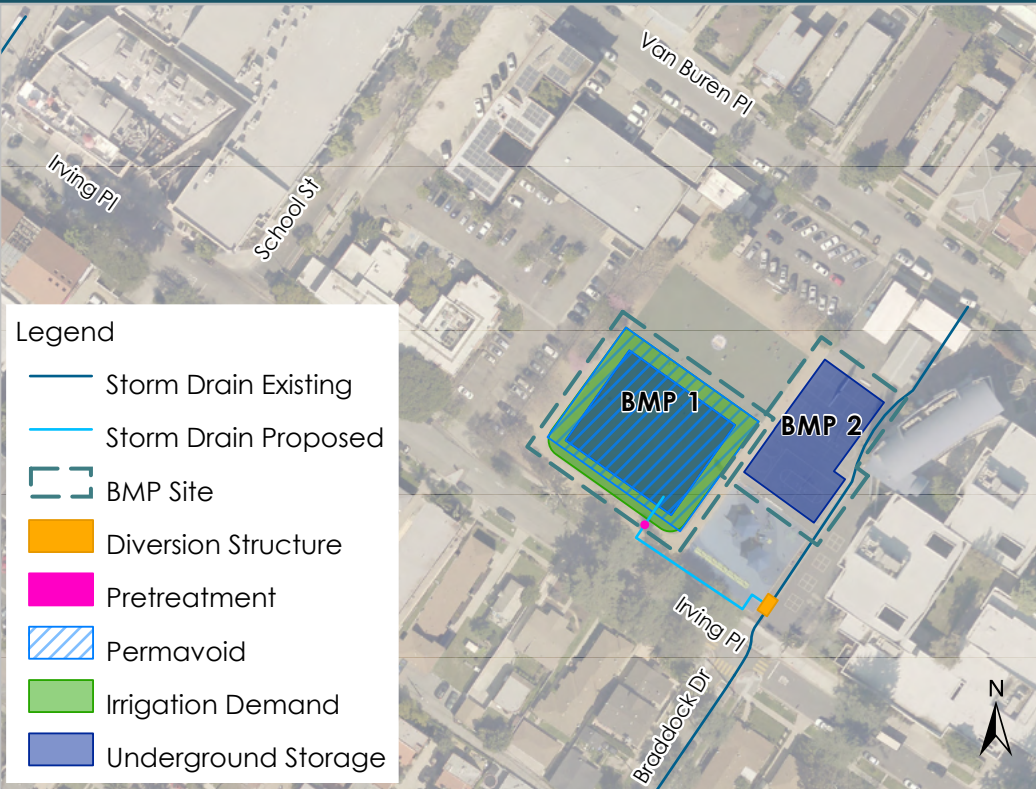 Van Buren Pl
Irving Pl
School St
Legend
Storm Drain Existing
Storm Drain Proposed
BMP Site
Diversion Structure
Pretreatment
Permavoid
Irrigation Demand
Underground Storage
BMP 1
BMP 2
Irving Pl
Braddock Dr
N